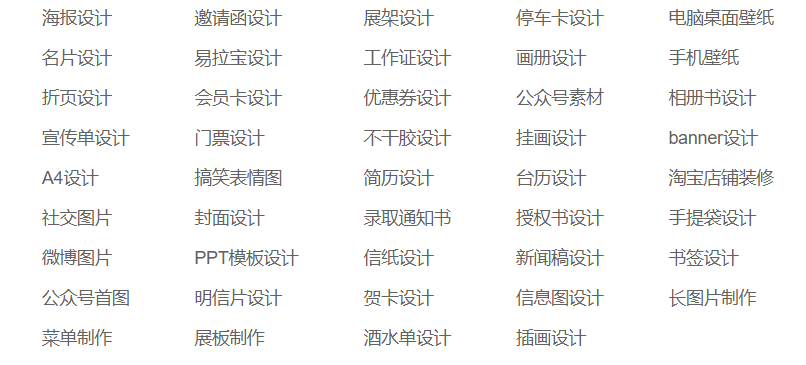 海报设计 邀请函设计 展架设计 停车卡设计 电脑桌面壁纸
名片设计 易拉宝设计 工作证设计 画册设计 手机壁纸
折页设计 会员卡设计 优惠券设计 公众号素材 相册书设计
宣传单设计 门票设计 不干胶设计 挂画设计 banner设计
A4设计 搞笑表情图 简历设计 台历设计 淘宝店铺装修
社交图片 封面设计 录取通知书 授权书设计 手提袋设计
微博图片 PPT模板设计 信纸设计 新闻稿设计 书签设计
公众号首图 明信片设计 贺卡设计 信息图设计 长图片制作
菜单制作 展板制作 酒水单设计 插画设计